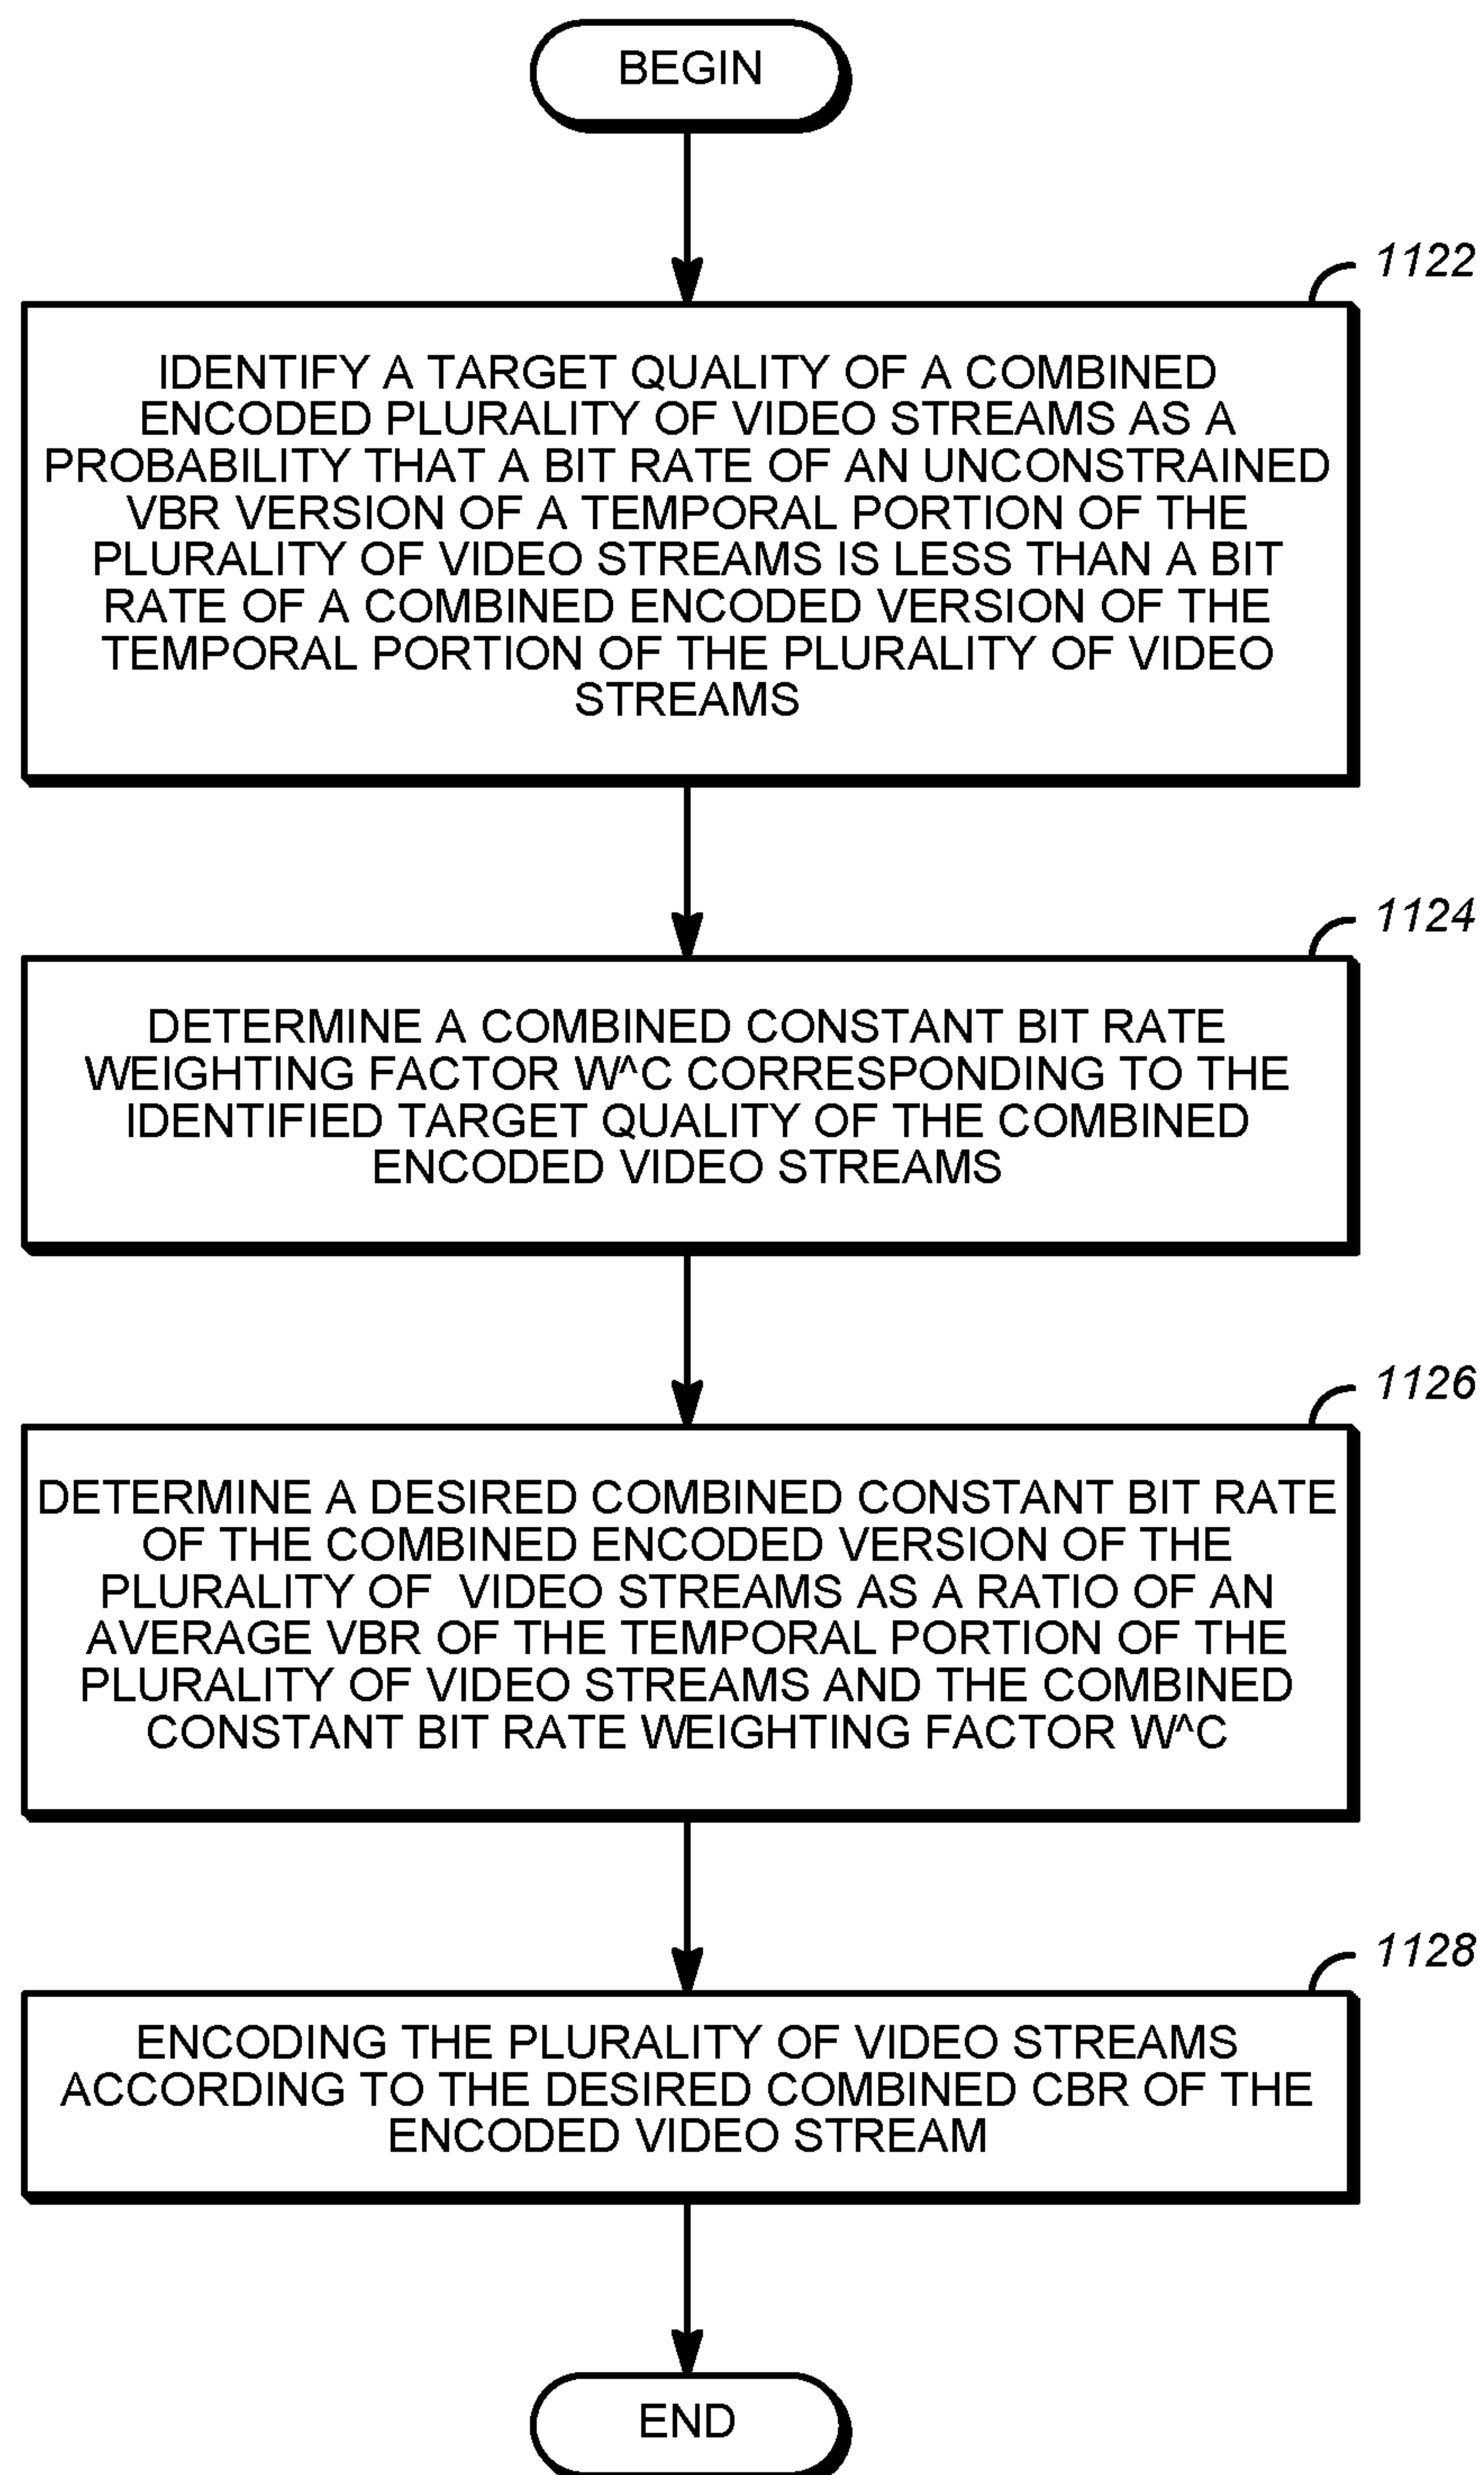 BEGIN
1122
IDENTIFY A TARGET QUALITY OF A COMBINED
ENCODED PLURALITY OF VIDEO STREAMS AS A
PROBABILITY THAT A BIT RATE OF AN UNCONSTRAINED
VBR VERSION OF A TEMPORAL PORTION OF THE
PLURALITY OF VIDEO STREAMS IS LESS THAN A BIT
RATE OF A COMBINED ENCODED VERSION OF THE
TEMPORAL PORTION OF THE PLURALITY OF VIDEO
STREAMS
1124
DETERMINE A COMBINED CONSTANT BIT RATE
WEIGHTING FACTOR W^C CORRESPONDING TO THE
IDENTIFIED TARGET QUALITY OF THE COMBINED
ENCODED VIDEO STREAMS
1126
DETERMINE A DESIRED COMBINED CONSTANT BIT RATE
OF THE COMBINED ENCODED VERSION OF THE
PLURALITY OF VIDEO STREAMS AS A RATIO OF AN
AVERAGE VBR OF THE TEMPORAL PORTION OF THE
PLURALITY OF VIDEO STREAMS AND THE COMBINED
CONSTANT BIT RATE WEIGHTING FACTOR W^C
1128
ENCODING THE PLURALITY OF VIDEO STREAMS
ACCORDING TO THE DESIRED COMBINED CBR OF THE
ENCODED VIDEO STREAM
END